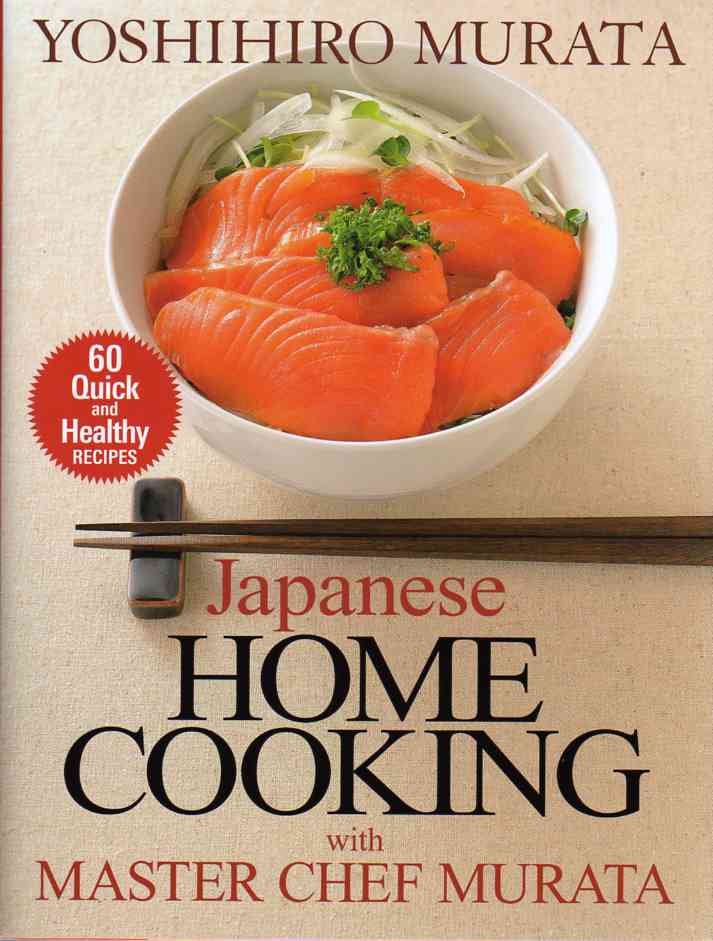 YOSHIHIRO MURATA
60
Quick
and
Healthy
RECIPES
Japanese
HOME
COOKING
with
MASTER CHEF MURATA